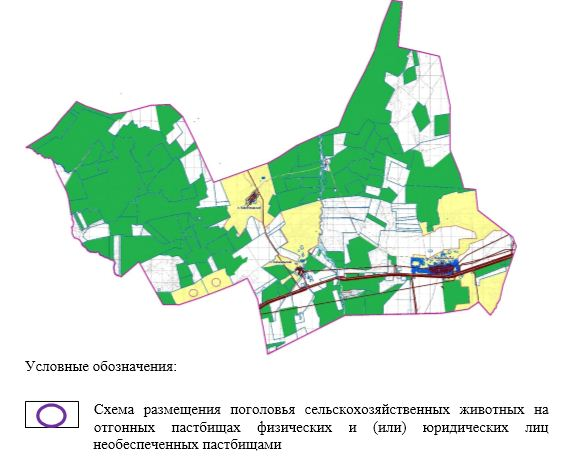 Условные обозначения:
Схема размещения поголовья сельскохозяйственных животных на
отгонных пастбищах физических и (или) юридических лиц
необеспеченных пастбищами